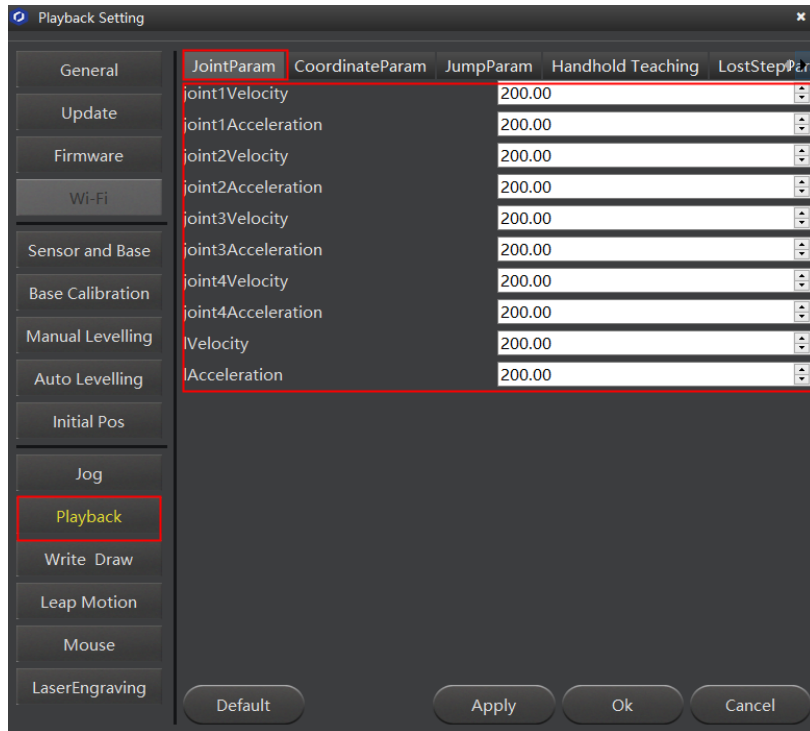 Playback Setting
General
Update
Firmware
Wi-Fi
Sensor and Base
Base Calibration
Manual Levelling
Auto Levelling
Initial Pos
Jog
Playback
Write Draw
Leap Motion
Mouse
LaserEngraving
JointParam CoordinateParam JumpParam Handhold Teaching LostStepPar
joint1Velocity 200.00
joint1Acceleration 200.00
joint2Velocity 200.00
joint2Acceleration 200.00
joint3Velocity 200.00
joint3Acceleration 200.00
joint4Velocity 200.00
joint4Acceleration 200.00
lVelocity 200.00
lAcceleration 200.00
Default Apply Ok Cancel